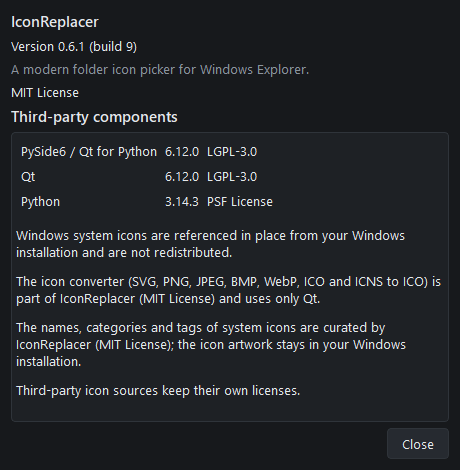 IconReplacer
Version 0.6.1 (build 9)
A modern folder icon picker for Windows Explorer.
MIT License
Third-party components
PySide6 / Qt for Python 6.12.0 LGPL-3.0
Qt 6.12.0 LGPL-3.0
Python 3.14.3 PSF License
Windows system icons are referenced in place from your Windows
installation and are not redistributed.
The icon converter (SVG, PNG, JPEG, BMP, WebP, ICO and ICNS to ICO) is
part of IconReplacer (MIT License) and uses only Qt.
The names, categories and tags of system icons are curated by
IconReplacer (MIT License); the icon artwork stays in your Windows
installation.
Third-party icon sources keep their own licenses.
Close